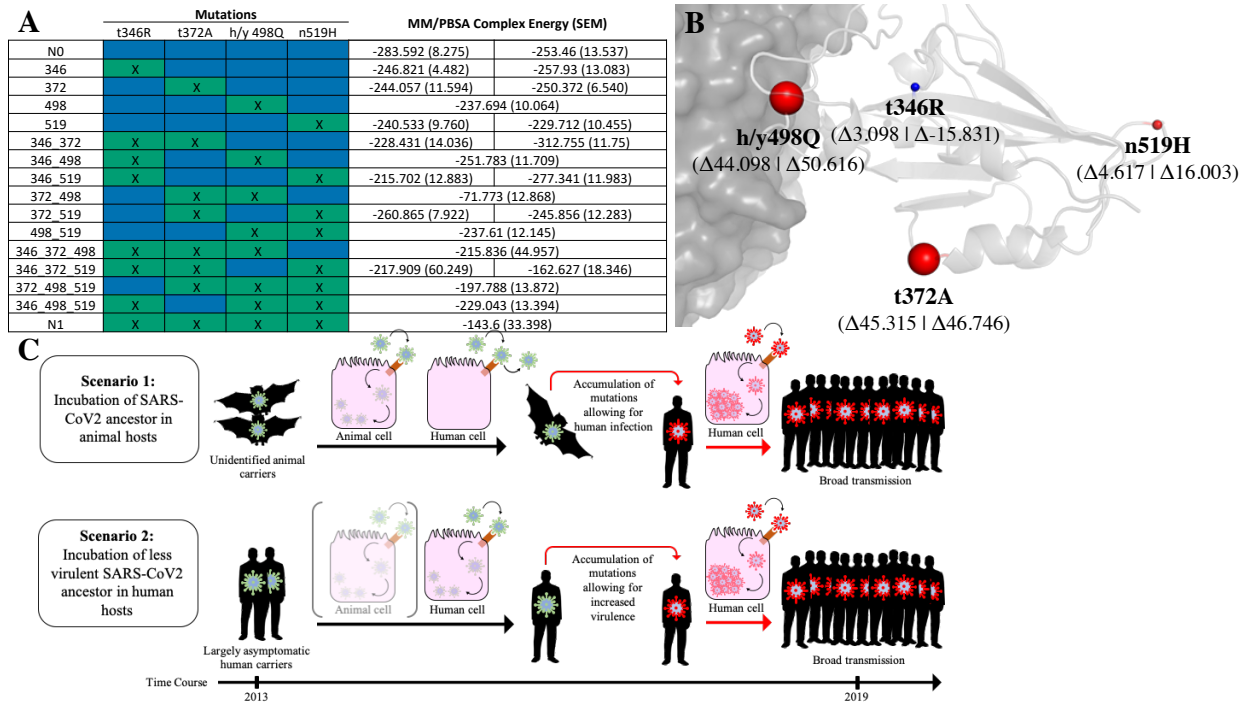 A
Mutations
MM/PBSA Complex Energy (SEM)
t346R t372A h/y 498Q n519H
N0 -283.592 (8.275) -253.46 (13.537)
346 X -246.821 (4.482) -257.93 (13.083)
372 X -244.057 (11.594) -250.372 (6.540)
498 X -237.694 (10.064)
519 X -240.533 (9.760) -229.712 (10.455)
346_372 X X -228.431 (14.036) -312.755 (11.75)
346_498 X X -251.783 (11.709)
346_519 X X -215.702 (12.883) -277.341 (11.983)
372_498 X X -71.773 (12.868)
372_519 X X -260.865 (7.922) -245.856 (12.283)
498_519 X X -237.61 (12.145)
346_372_498 X X X -215.836 (44.957)
346_372_519 X X X -217.909 (60.249) -162.627 (18.346)
372_498_519 X X X -197.788 (13.872)
346_498_519 X X X -229.043 (13.394)
N1 X X X X -143.6 (33.398)
B
t346R
(Δ3.098 | Δ-15.831)
h/y498Q
(Δ44.098 | Δ50.616)
n519H
(Δ4.617 | Δ16.003)
t372A
(Δ45.315 | Δ46.746)
C
Scenario 1:
Incubation of SARS-
CoV2 ancestor in
animal hosts
Unidentified animal
carriers
Animal cell
Human cell
Accumulation of
mutations
allowing for
human infection
Human cell
Broad transmission
Scenario 2:
Incubation of less
virulent SARS-CoV2
ancestor in human
hosts
Largely asymptomatic
human carriers
Animal cell
Human cell
Accumulation of
mutations
allowing for
increased
virulence
Human cell
Broad transmission
Time Course
2013
2019